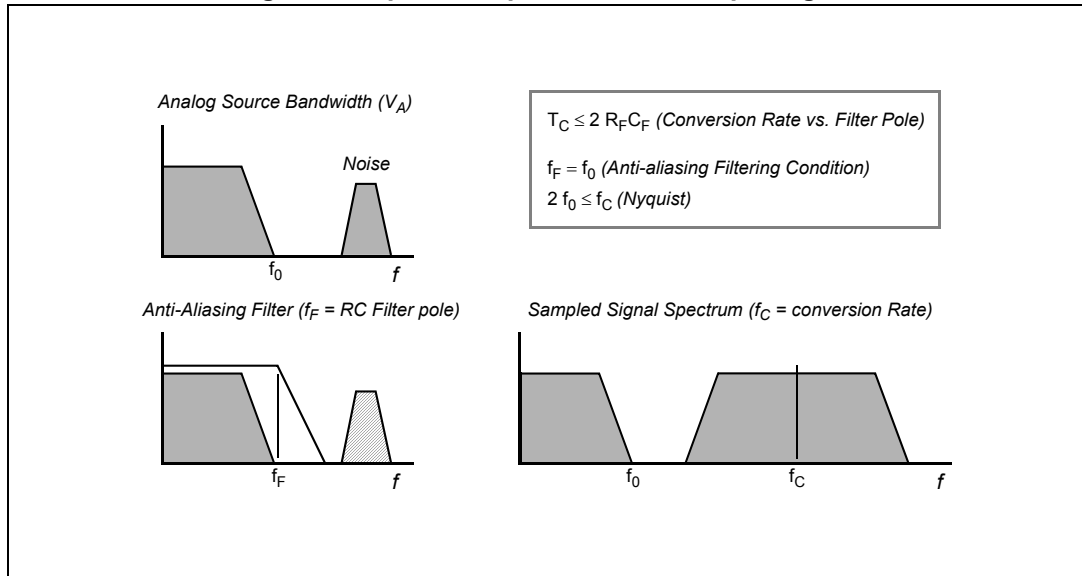 Analog Source Bandwidth (VA)
Noise
f0
f
TC ≤ 2 RFCF (Conversion Rate vs. Filter Pole)
fF = f0 (Anti-aliasing Filtering Condition)
2 f0 ≤ fC (Nyquist)
Anti-Aliasing Filter (fF = RC Filter pole)
fF
f
Sampled Signal Spectrum (fC = conversion Rate)
f0
fC
f